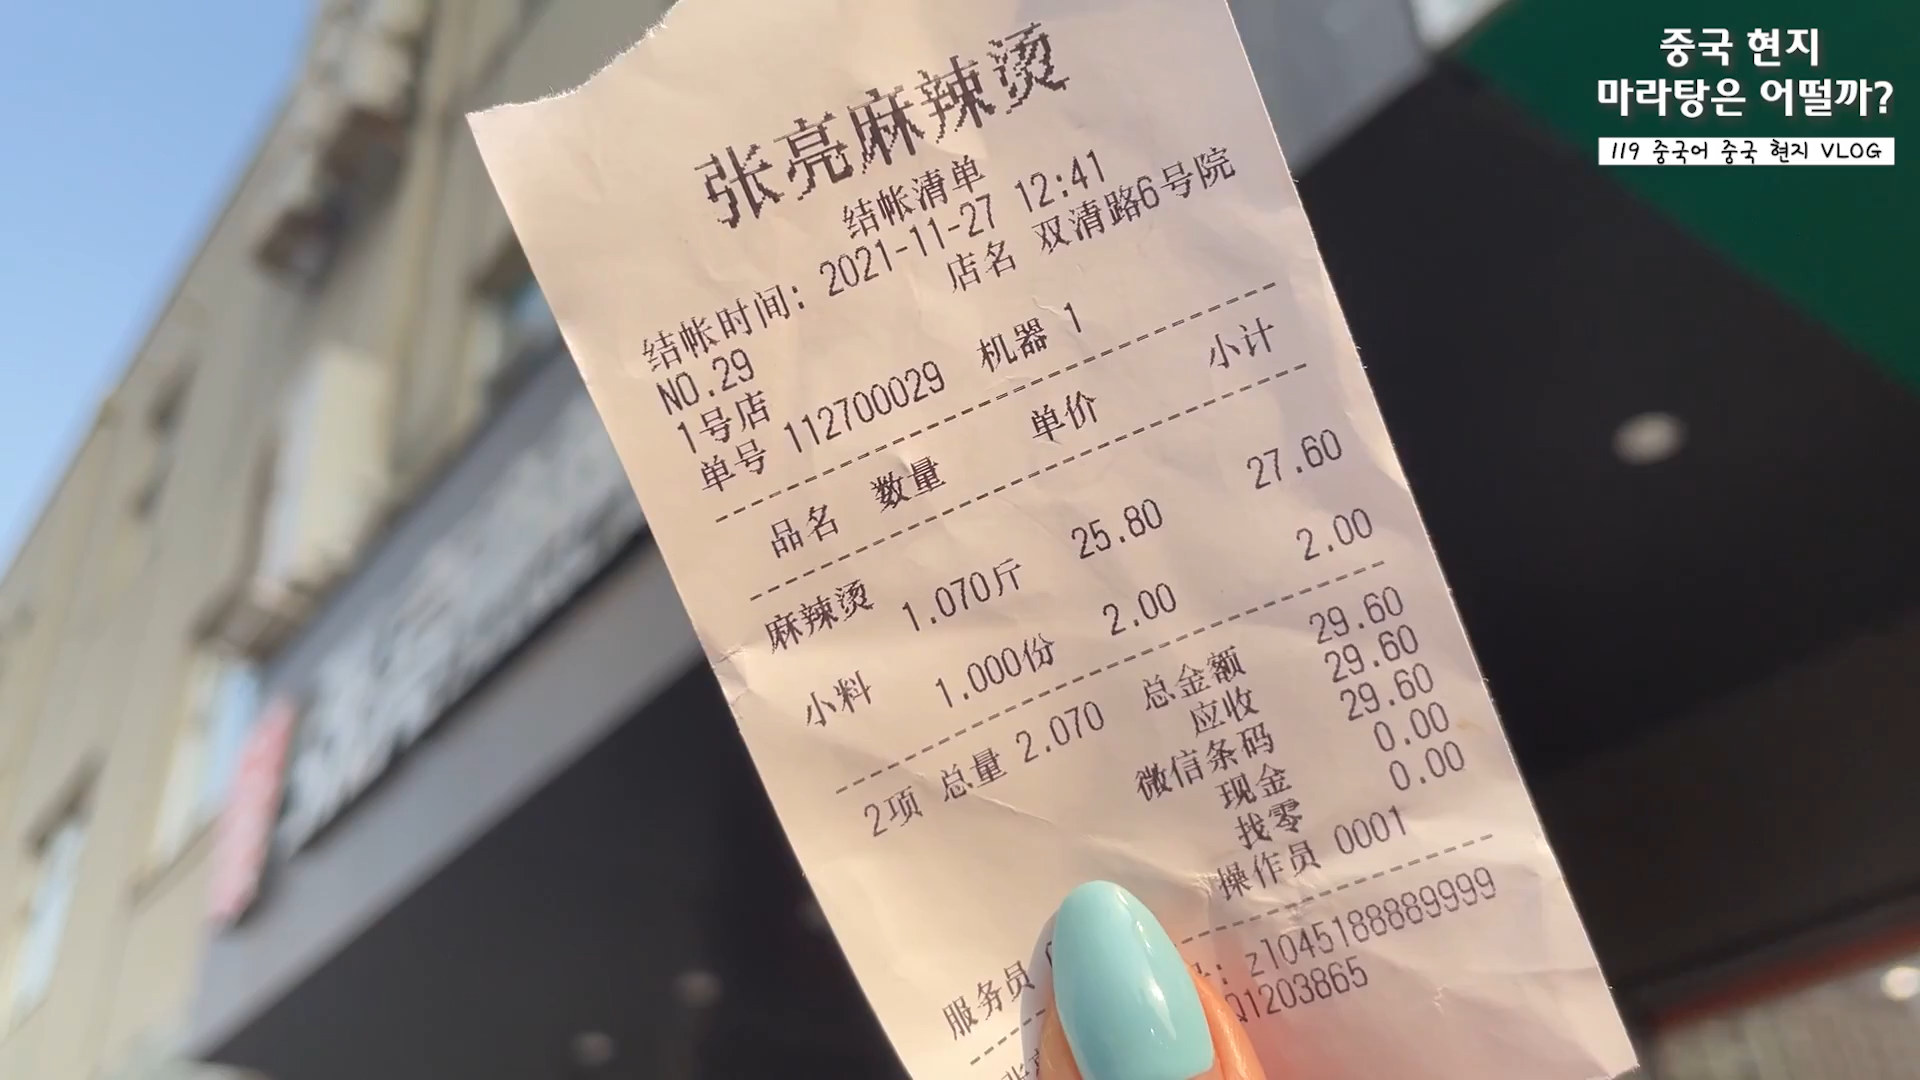 중국 현지
마라탕은 어떨까?
119 중국어 중국 현지 VLOG
张亮麻辣烫
结帐清单
结帐时间: 2021-11-27 12:41
NO.29 店名 双清路6号院
1号店
单号 112700029 机器 1
品名 数量 单价 小计
麻辣烫 1.070斤 25.80 27.60
小料 1.000份 2.00 2.00
2项 总量 2.070 总金额 29.60
应收 29.60
微信条码 29.60
现金 0.00
找零 0.00
操作员 0001
服务员 : zl045188889999
Q1203865